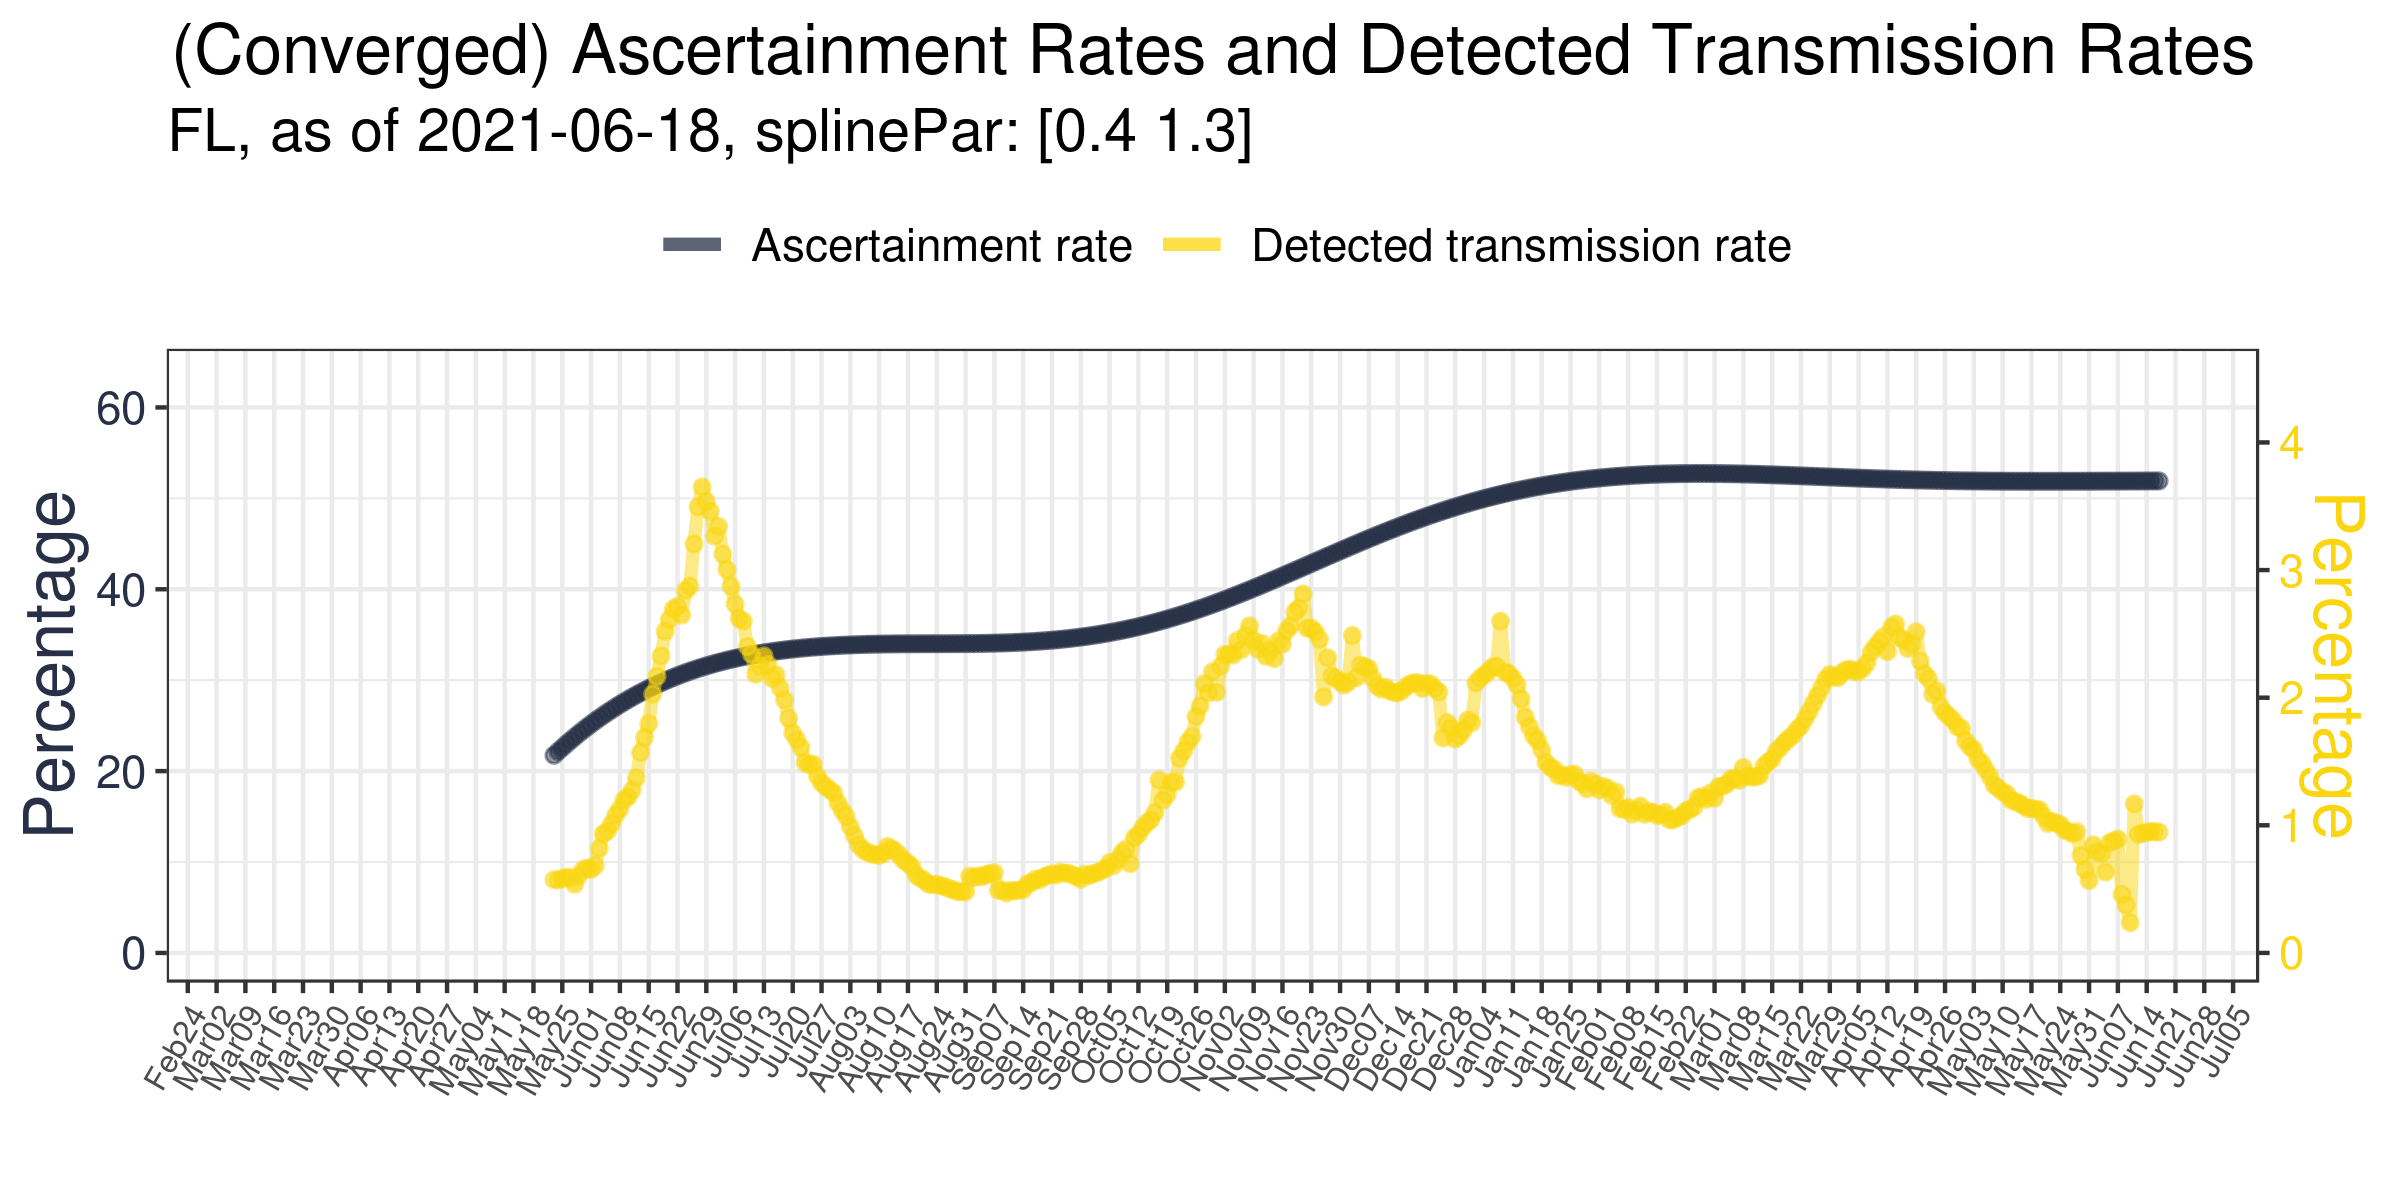 (Converged) Ascertainment Rates and Detected Transmission Rates
FL, as of 2021-06-18, splinePar: [0.4 1.3]
Ascertainment rate
Detected transmission rate
Percentage
60
40
20
0
4
3
2
1
0
Percentage
Feb24
Mar02
Mar09
Mar16
Mar23
Mar30
Apr06
Apr13
Apr20
Apr27
May04
May11
May18
May25
Jun01
Jun08
Jun15
Jun22
Jun29
Jul06
Jul13
Jul20
Jul27
Aug03
Aug10
Aug17
Aug24
Aug31
Sep07
Sep14
Sep21
Sep28
Oct05
Oct12
Oct19
Oct26
Nov02
Nov09
Nov16
Nov23
Nov30
Dec07
Dec14
Dec21
Dec28
Jan04
Jan11
Jan18
Jan25
Feb01
Feb08
Feb15
Feb22
Mar01
Mar08
Mar15
Mar22
Mar29
Apr05
Apr12
Apr19
Apr26
May03
May10
May17
May24
May31
Jun07
Jun14
Jun21
Jun28
Jul05